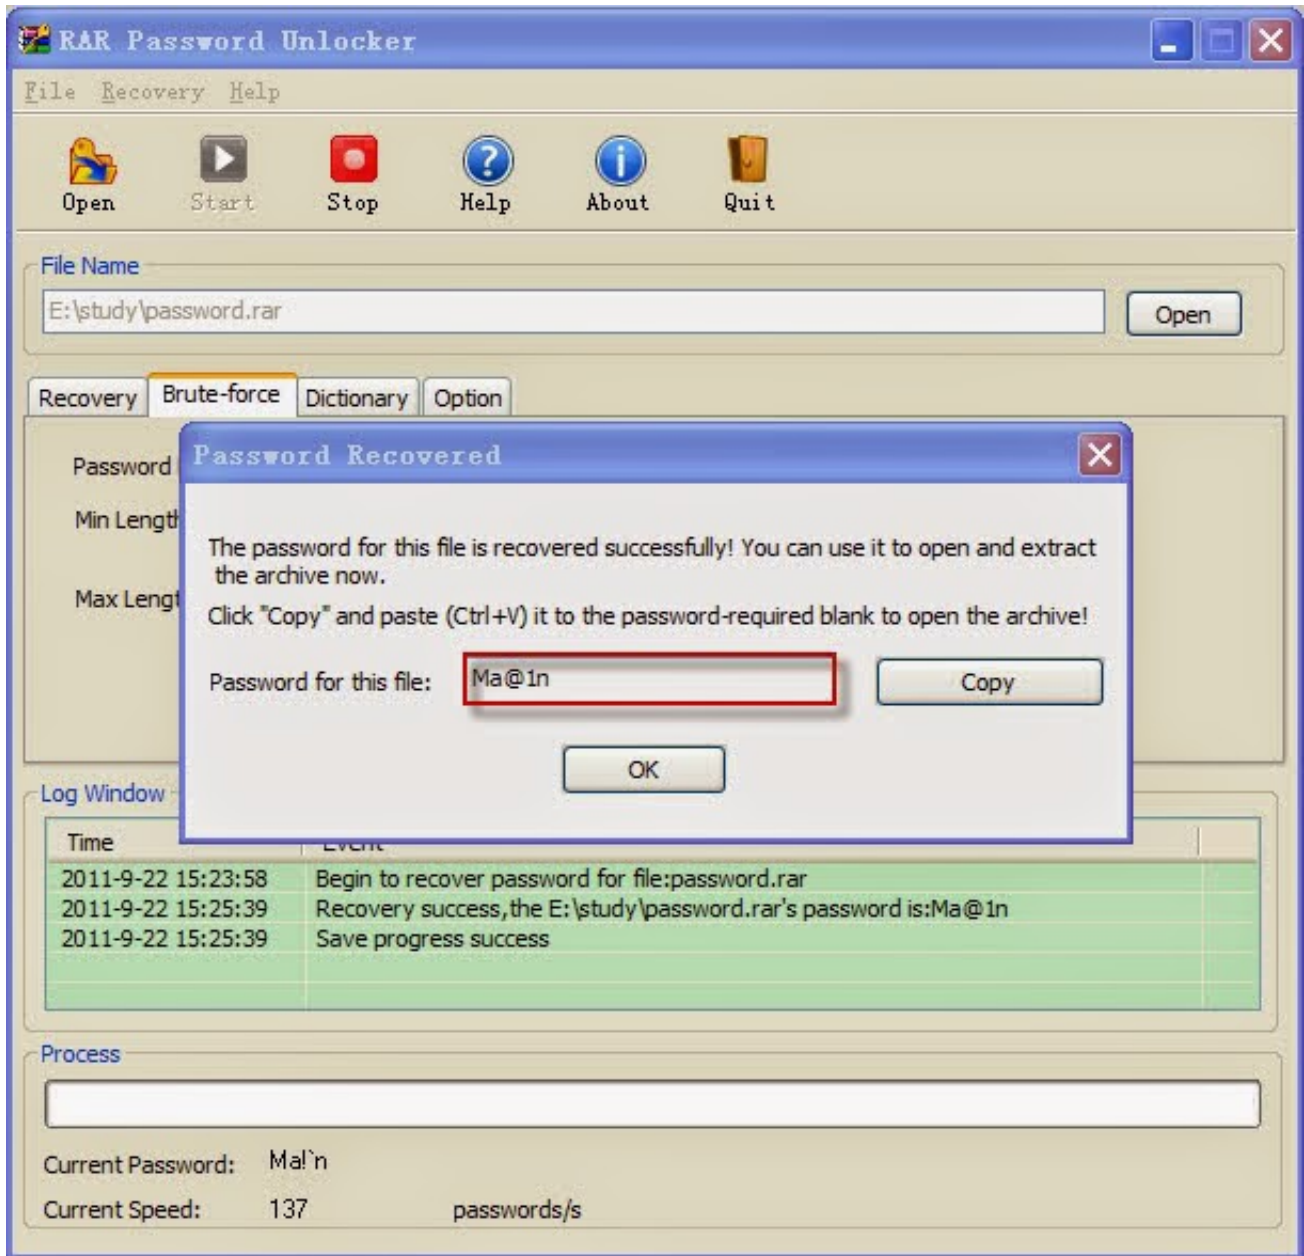 RAR Password Unlocker
File Recovery Help
Open Start Stop Help About Quit
File Name
E:\study\password.rar Open
Recovery Brute-force Dictionary Option
Password Recovered
Password
Min Length
Max Lengt
The password for this file is recovered successfully! You can use it to open and extract
the archive now.
Click "Copy" and paste (Ctrl+V) it to the password-required blank to open the archive!
Password for this file: Ma@1n Copy
OK
Log Window
Time Event
2011-9-22 15:23:58 Begin to recover password for file:password.rar
2011-9-22 15:25:39 Recovery success,the E:\study\password.rar's password is:Ma@1n
2011-9-22 15:25:39 Save progress success
Process
Current Password: Ma!`n
Current Speed: 137 passwords/s